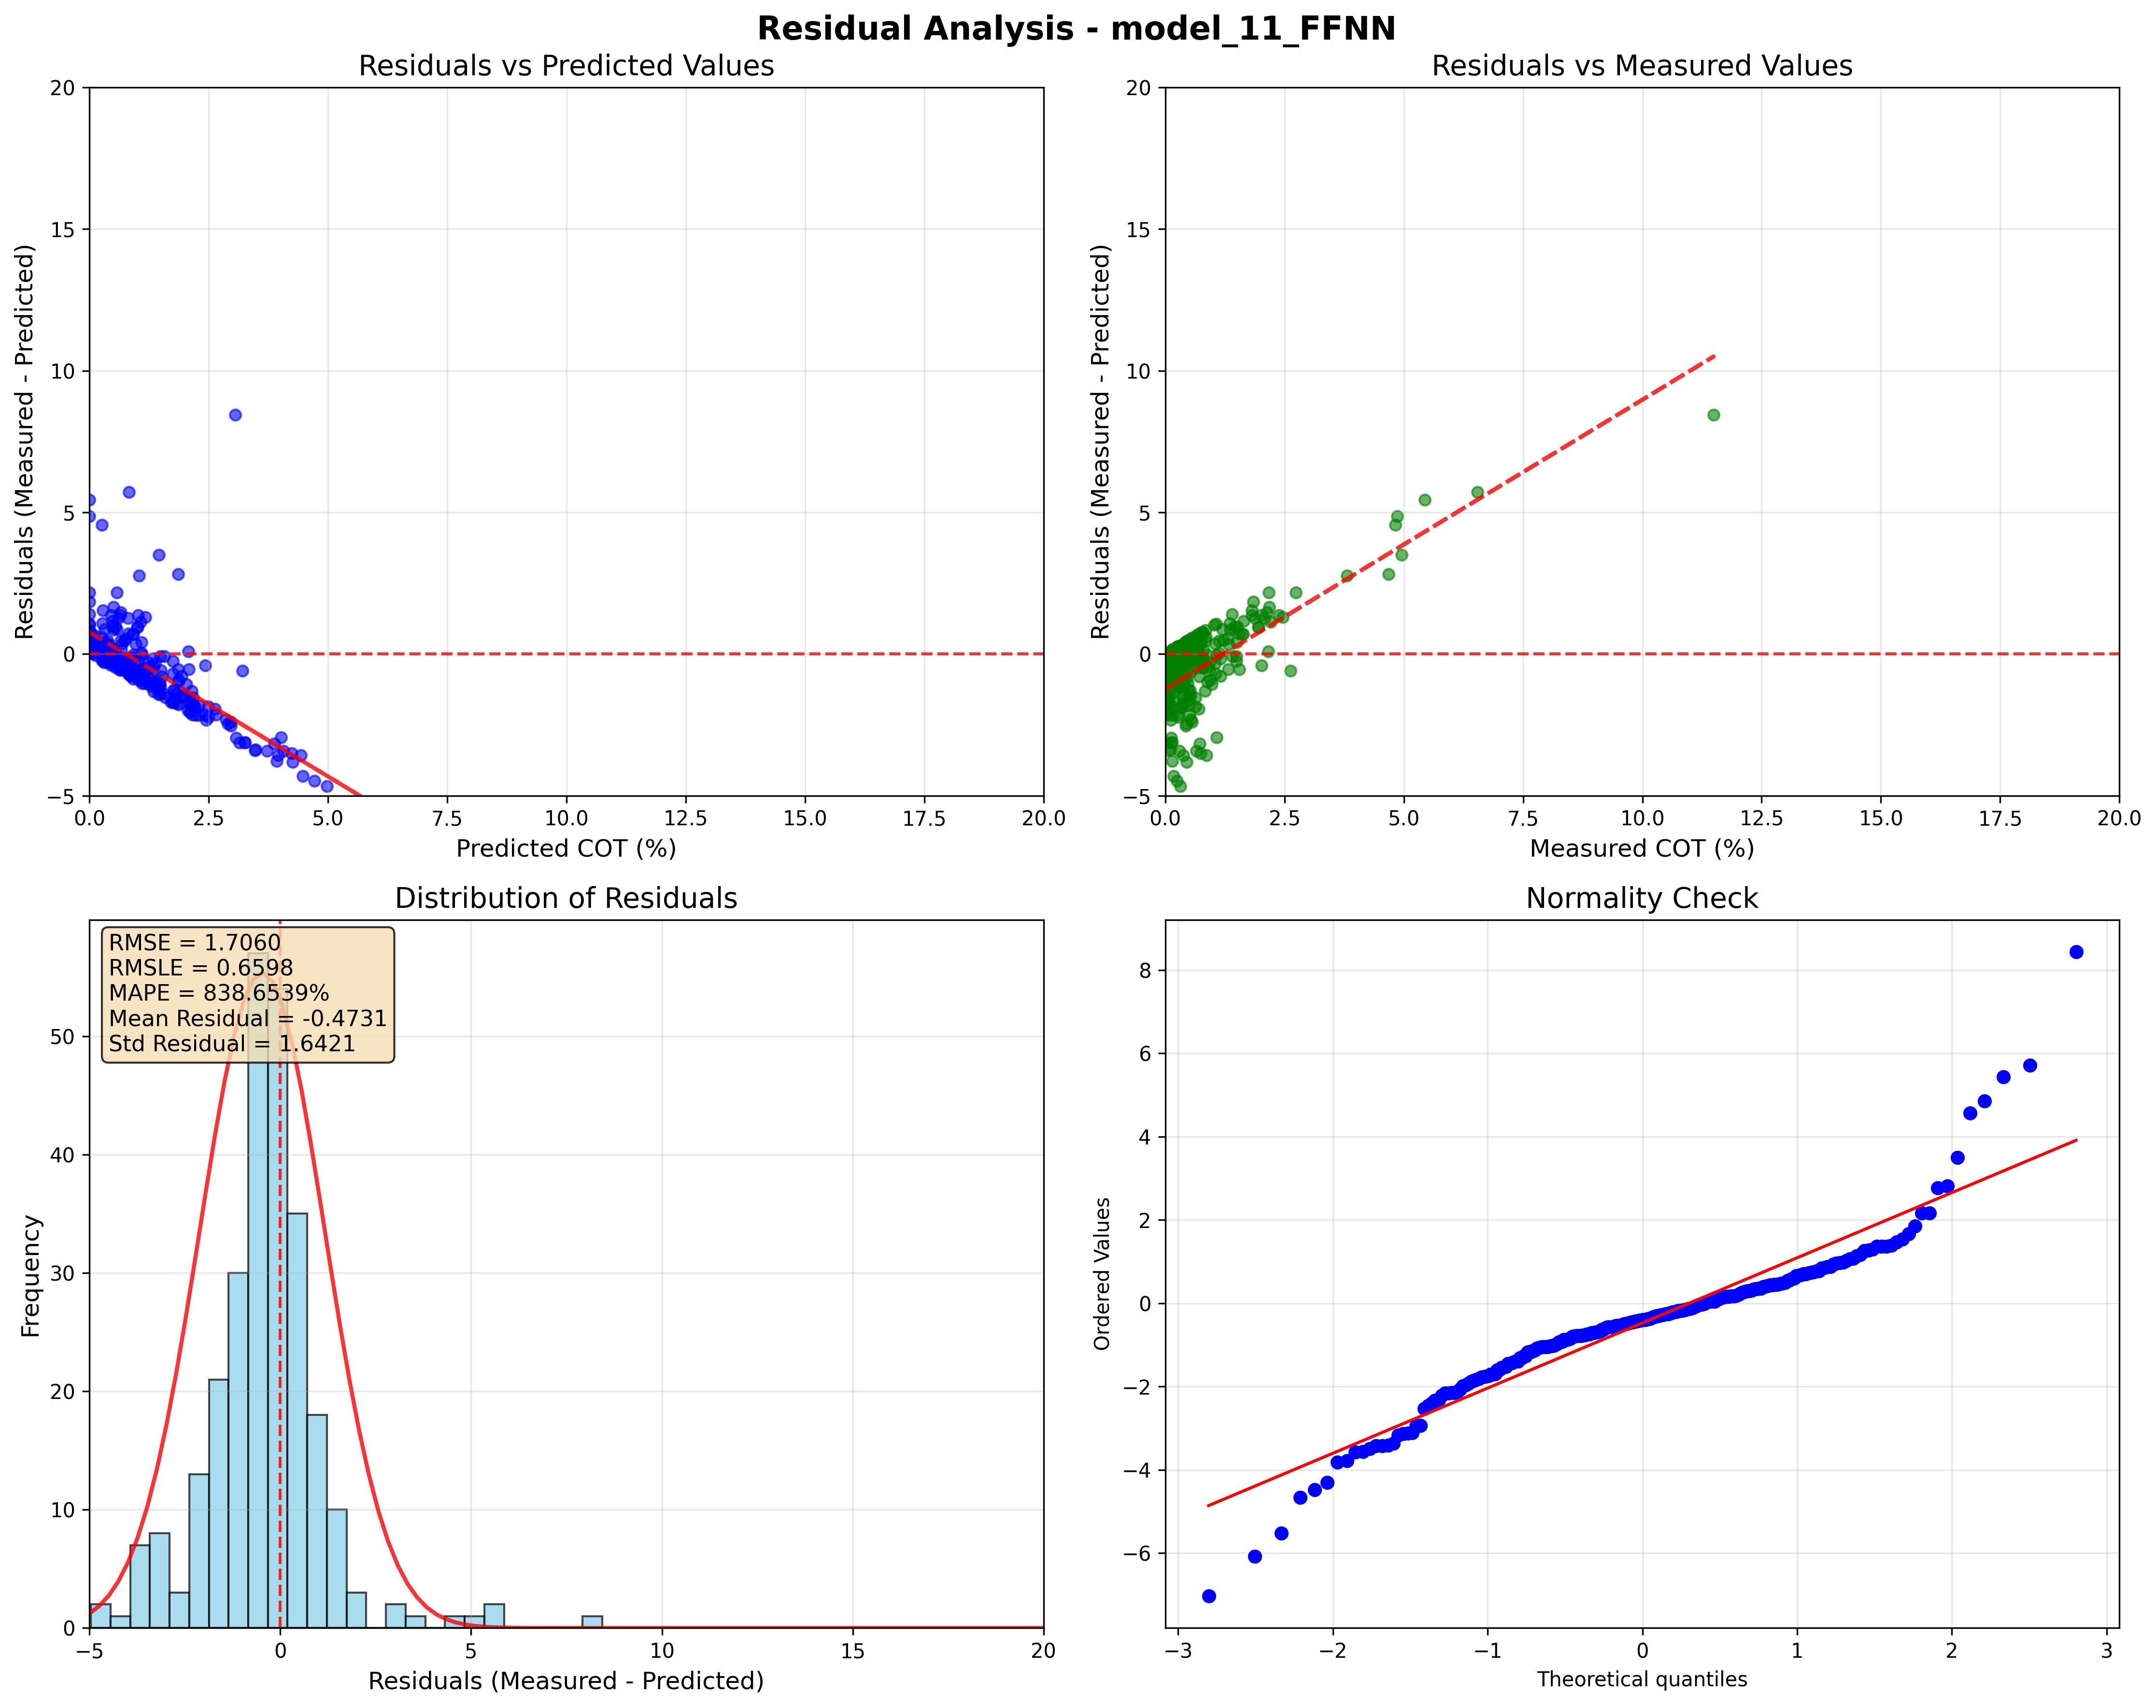 Residual Analysis - model_11_FFNN
Residuals vs Predicted Values
20
15
10
5
0
−5
Residuals (Measured - Predicted)
0.0 2.5 5.0 7.5 10.0 12.5 15.0 17.5 20.0
Predicted COT (%)
Residuals vs Measured Values
20
15
10
5
0
−5
Residuals (Measured - Predicted)
0.0 2.5 5.0 7.5 10.0 12.5 15.0 17.5 20.0
Measured COT (%)
Distribution of Residuals
RMSE = 1.7060
RMSLE = 0.6598
MAPE = 838.6539%
Mean Residual = -0.4731
Std Residual = 1.6421
50
40
30
20
10
0
Frequency
−5 0 5 10 15 20
Residuals (Measured - Predicted)
Normality Check
8
6
4
2
0
−2
−4
−6
Ordered Values
−3 −2 −1 0 1 2 3
Theoretical quantiles